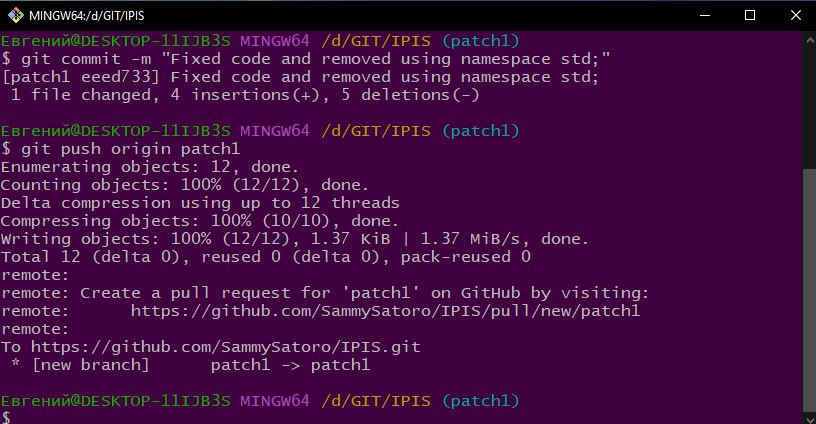 MINGW64:/d/GIT/IPIS
Евгений@DESKTOP-11IJB3S MINGW64 /d/GIT/IPIS (patch1)
$ git commit -m "Fixed code and removed using namespace std;"
[patch1 eeed733] Fixed code and removed using namespace std;
 1 file changed, 4 insertions(+), 5 deletions(-)
Евгений@DESKTOP-11IJB3S MINGW64 /d/GIT/IPIS (patch1)
$ git push origin patch1
Enumerating objects: 12, done.
Counting objects: 100% (12/12), done.
Delta compression using up to 12 threads
Compressing objects: 100% (10/10), done.
Writing objects: 100% (12/12), 1.37 KiB | 1.37 MiB/s, done.
Total 12 (delta 0), reused 0 (delta 0), pack-reused 0
remote:
remote: Create a pull request for 'patch1' on GitHub by visiting:
remote:      https://github.com/SammySatoro/IPIS/pull/new/patch1
remote:
To https://github.com/SammySatoro/IPIS.git
 * [new branch]      patch1 -> patch1
Евгений@DESKTOP-11IJB3S MINGW64 /d/GIT/IPIS (patch1)
$